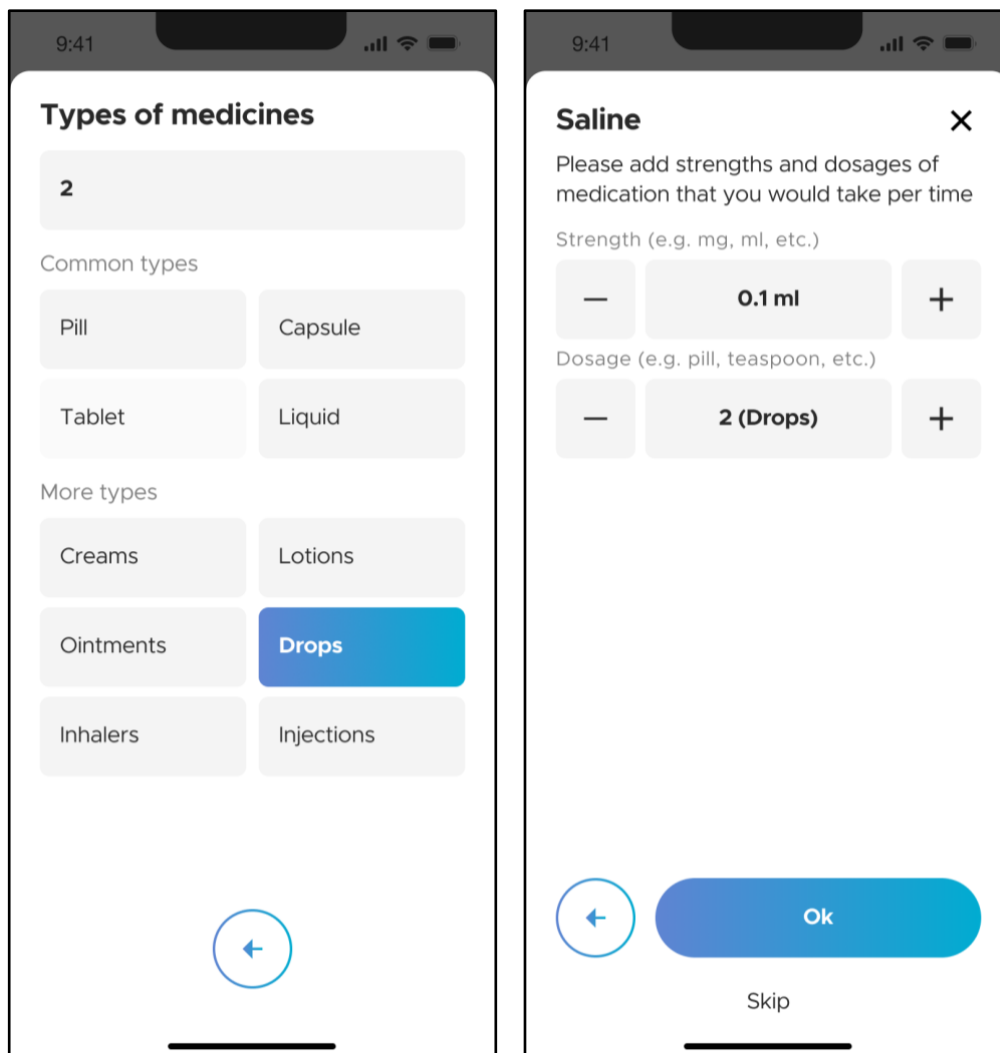 9:41
Types of medicines
2
Common types
Pill
Capsule
Tablet
Liquid
More types
Creams
Lotions
Ointments
Drops
Inhalers
Injections
9:41
Saline
Please add strengths and dosages of
medication that you would take per time
Strength (e.g. mg, ml, etc.)
0.1 ml
Dosage (e.g. pill, teaspoon, etc.)
2 (Drops)
Ok
Skip